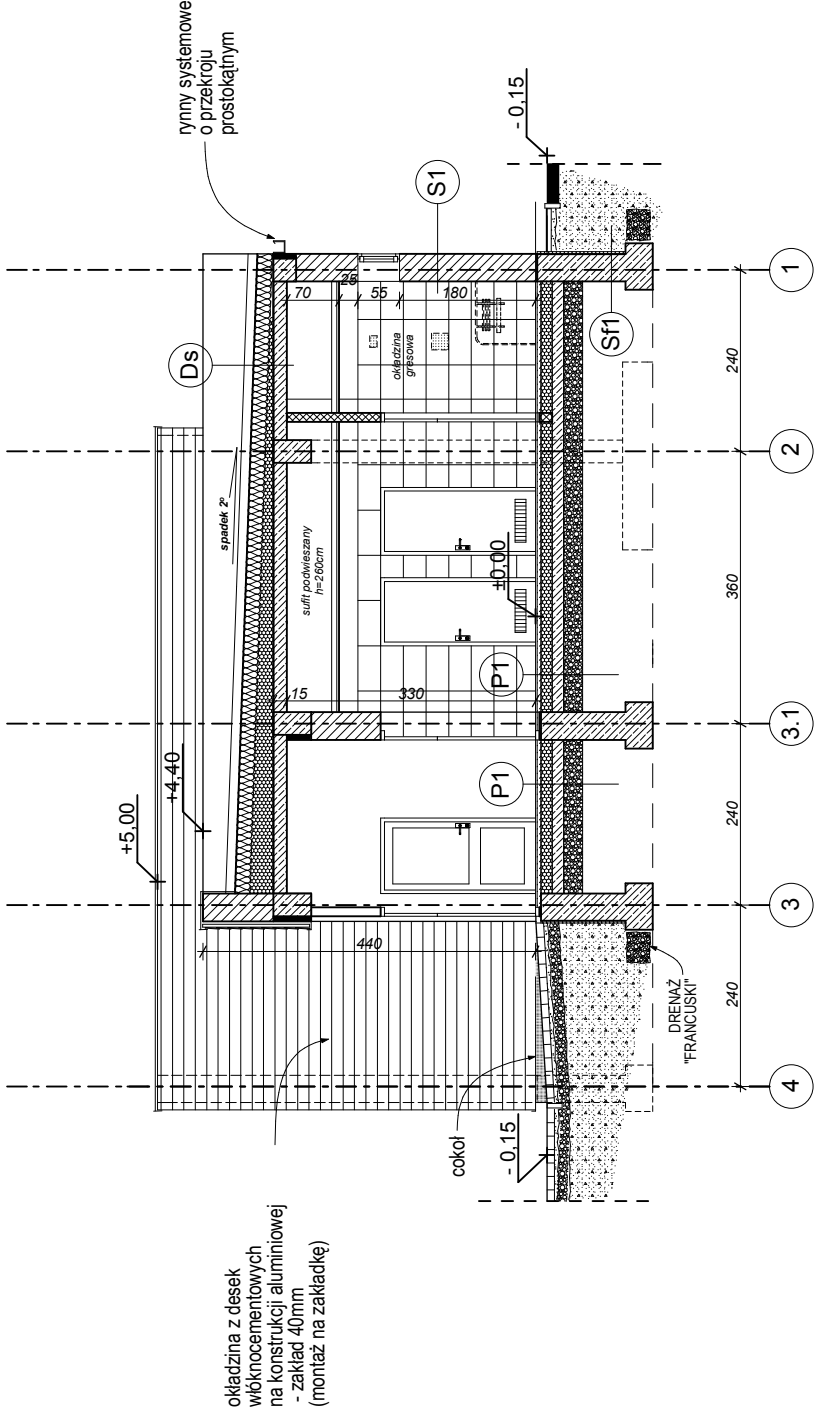 rynny systemowe
o przekroju
prostokątnym
- 0,15
S1
Ds
70
25
55
180
okładzina
gresowa
Sf1
spadek 2°
sufit podwieszany
h=260cm
±0,00
P1
15
330
P1
+5,00
+4,40
440
okładzina z desek
włóknocementowych
na konstrukcji aluminiowej
- zakład 40mm
(montaż na zakładkę)
cokoł
- 0,15
DRENAŻ
"FRANCUSKI"
240
360
240
240
1
2
3.1
3
4